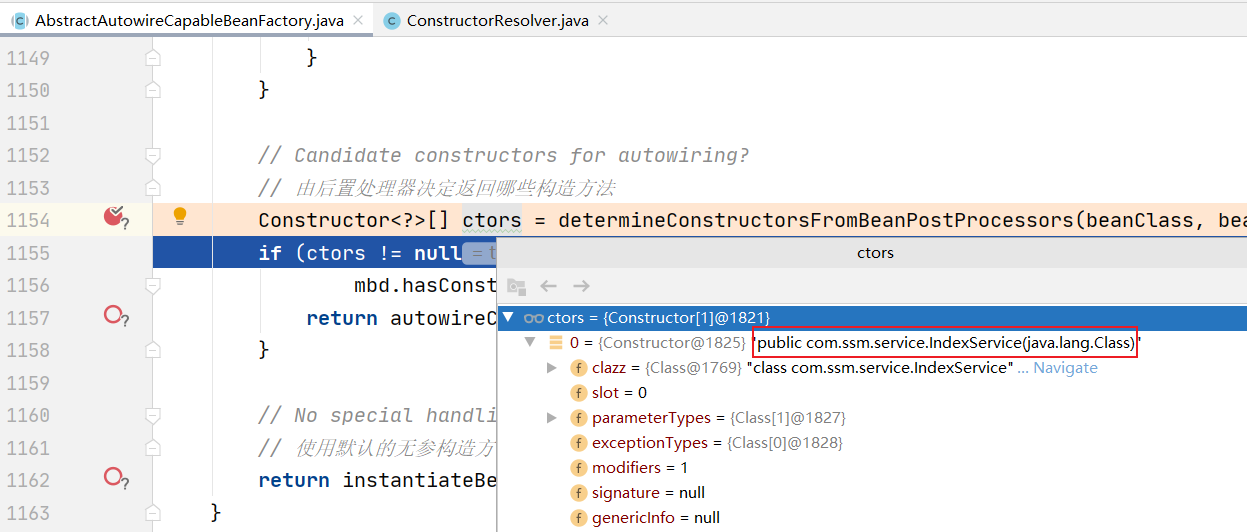 AbstractAutowireCapableBeanFactory.java ConstructorResolver.java
1149 }
1150 }
1151
1152 // Candidate constructors for autowiring?
1153 // 由后置处理器决定返回哪些构造方法
1154 Constructor<?>[] ctors = determineConstructorsFromBeanPostProcessors(beanClass, bea
1155 if (ctors != null = t
ctors
1156 mbd.hasConst
1157 return autowireC
ctors = {Constructor[1]@1821}
1158 }
0 = {Constructor@1825} "public com.ssm.service.IndexService(java.lang.Class)"
1159
clazz = {Class@1769} "class com.ssm.service.IndexService" ... Navigate
slot = 0
1160 // No special handli
parameterTypes = {Class[1]@1827}
1161 // 使用默认的无参构造方
exceptionTypes = {Class[0]@1828}
1162 return instantiateBe
modifiers = 1
signature = null
1163 }
genericInfo = null